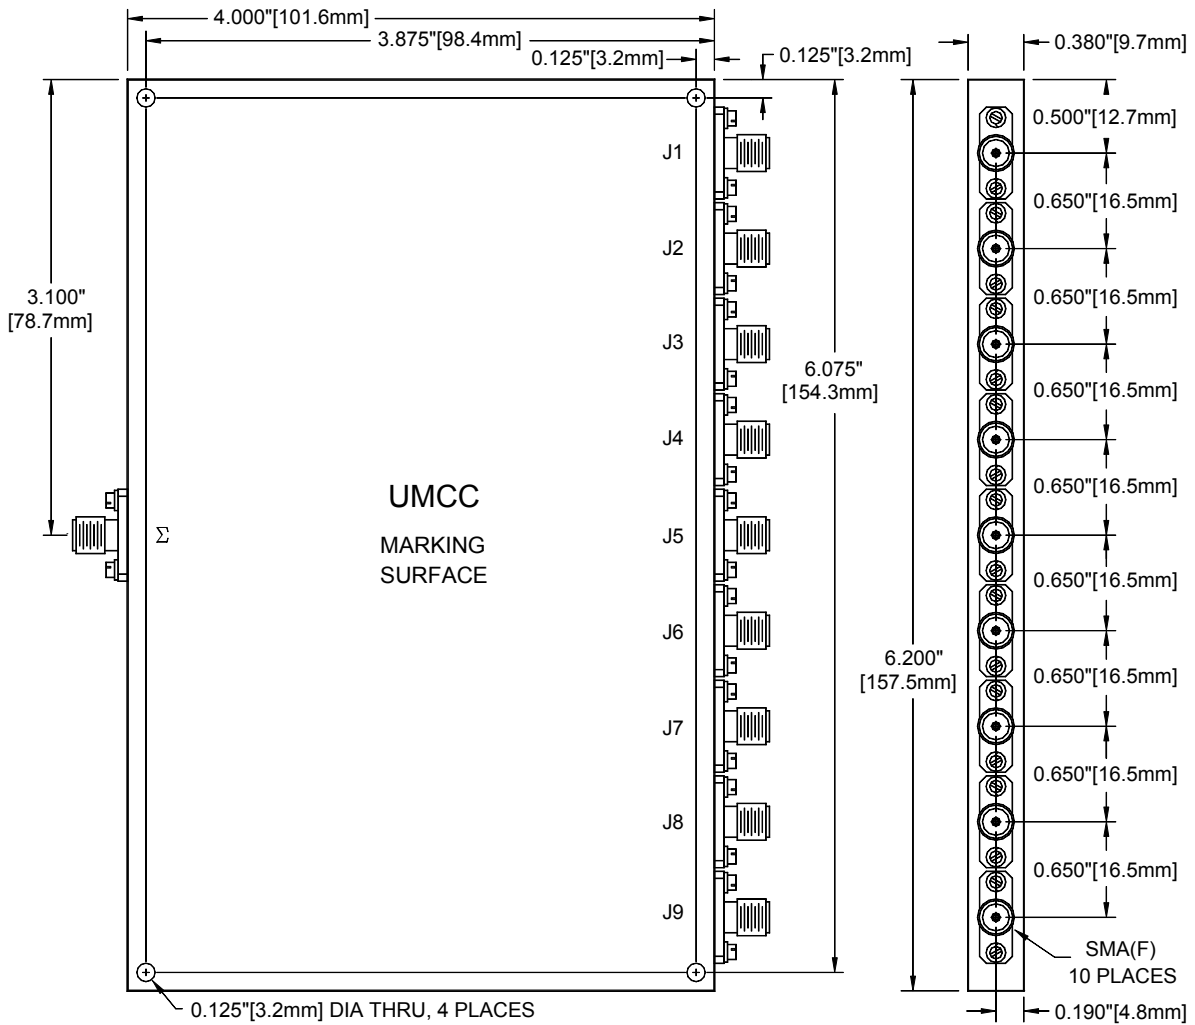 4.000"[101.6mm]
3.875"[98.4mm]
0.125"[3.2mm]
0.125"[3.2mm]
0.380"[9.7mm]
0.500"[12.7mm]
J1
0.650"[16.5mm]
J2
3.100"
[78.7mm]
0.650"[16.5mm]
J3
6.075"
[154.3mm]
0.650"[16.5mm]
J4
0.650"[16.5mm]
UMCC
Σ
MARKING
SURFACE
J5
0.650"[16.5mm]
J6
6.200"
[157.5mm]
0.650"[16.5mm]
J7
0.650"[16.5mm]
J8
0.650"[16.5mm]
J9
SMA(F)
10 PLACES
0.125"[3.2mm] DIA THRU, 4 PLACES
0.190"[4.8mm]